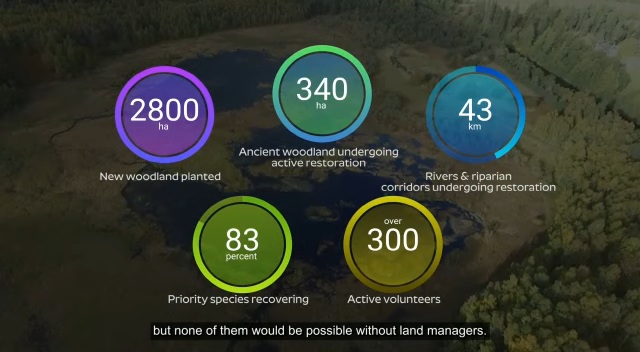 2800
ha
New woodland planted
340
ha
Ancient woodland undergoing
active restoration
43
km
Rivers & riparian
corridors undergoing restoration
83
percent
Priority species recovering
over
300
Active volunteers
but none of them would be possible without land managers.